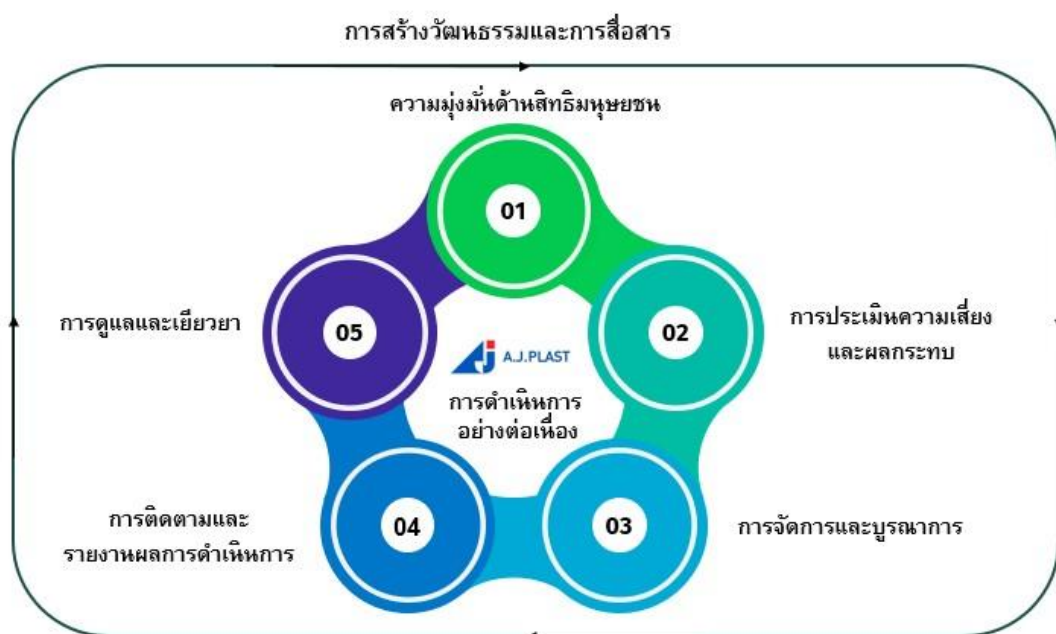 การสร้างวัฒนธรรมและการสื่อสาร
ความมุ่งมั่นด้านสิทธิมนุษยชน
01
02
การประเมินความเสี่ยง
และผลกระทบ
03
การจัดการและบูรณาการ
04
การติดตามและ
รายงานผลการดำเนินการ
05
การดูแลและเยียวยา
A.J.PLAST
การดำเนินการ
อย่างต่อเนื่อง